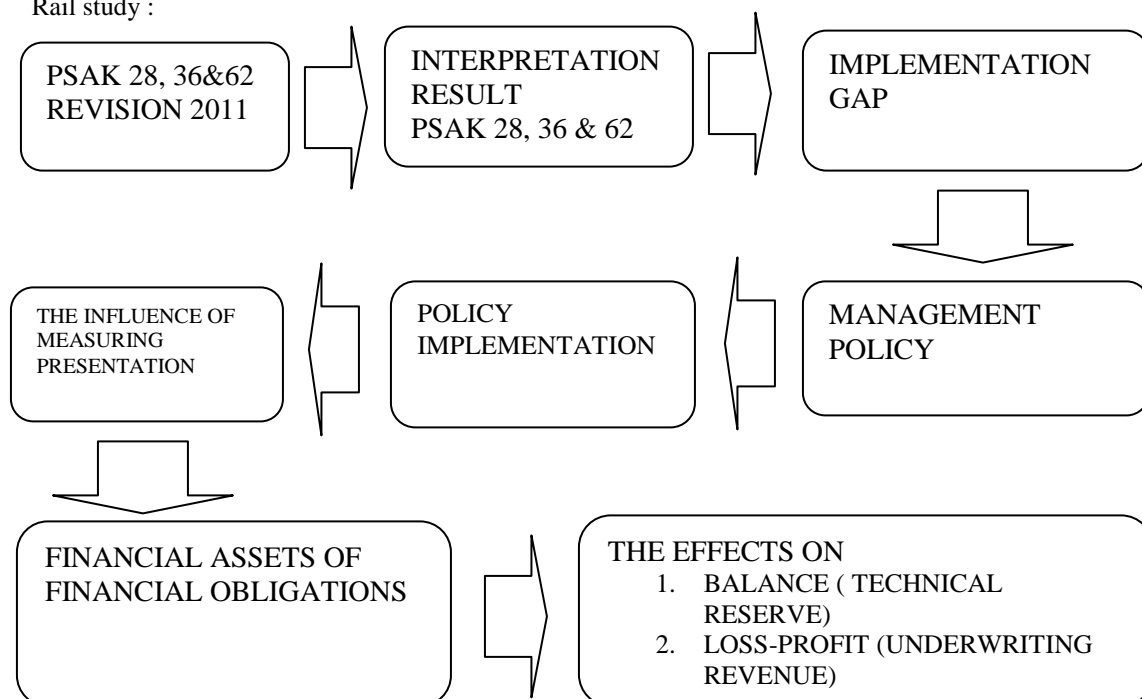 Rail study :
PSAK 28, 36&62
REVISION 2011
INTERPRETATION
RESULT
PSAK 28, 36 & 62
IMPLEMENTATION
GAP
MANAGEMENT
POLICY
POLICY
IMPLEMENTATION
THE INFLUENCE OF
MEASURING
PRESENTATION
FINANCIAL ASSETS OF
FINANCIAL OBLIGATIONS
THE EFFECTS ON
1. BALANCE ( TECHNICAL
RESERVE)
2. LOSS-PROFIT (UNDERWRITING
REVENUE)